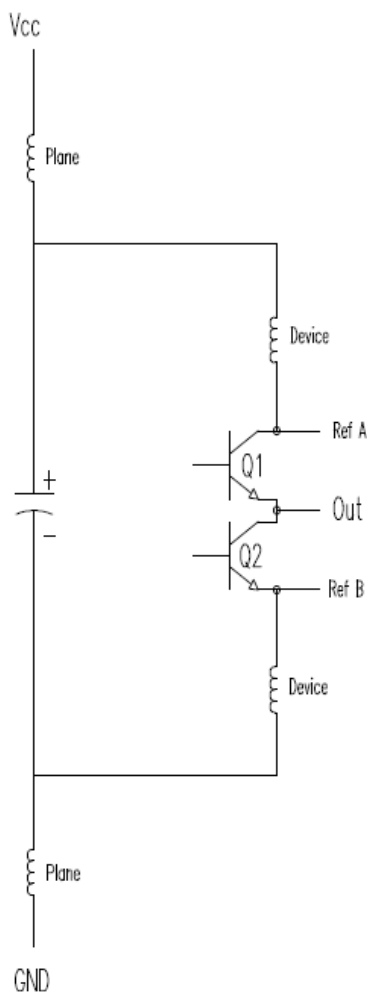 Vcc
Plane
Device
Ref A
Q1
+
Out
−
Q2
Ref B
Device
Plane
GND